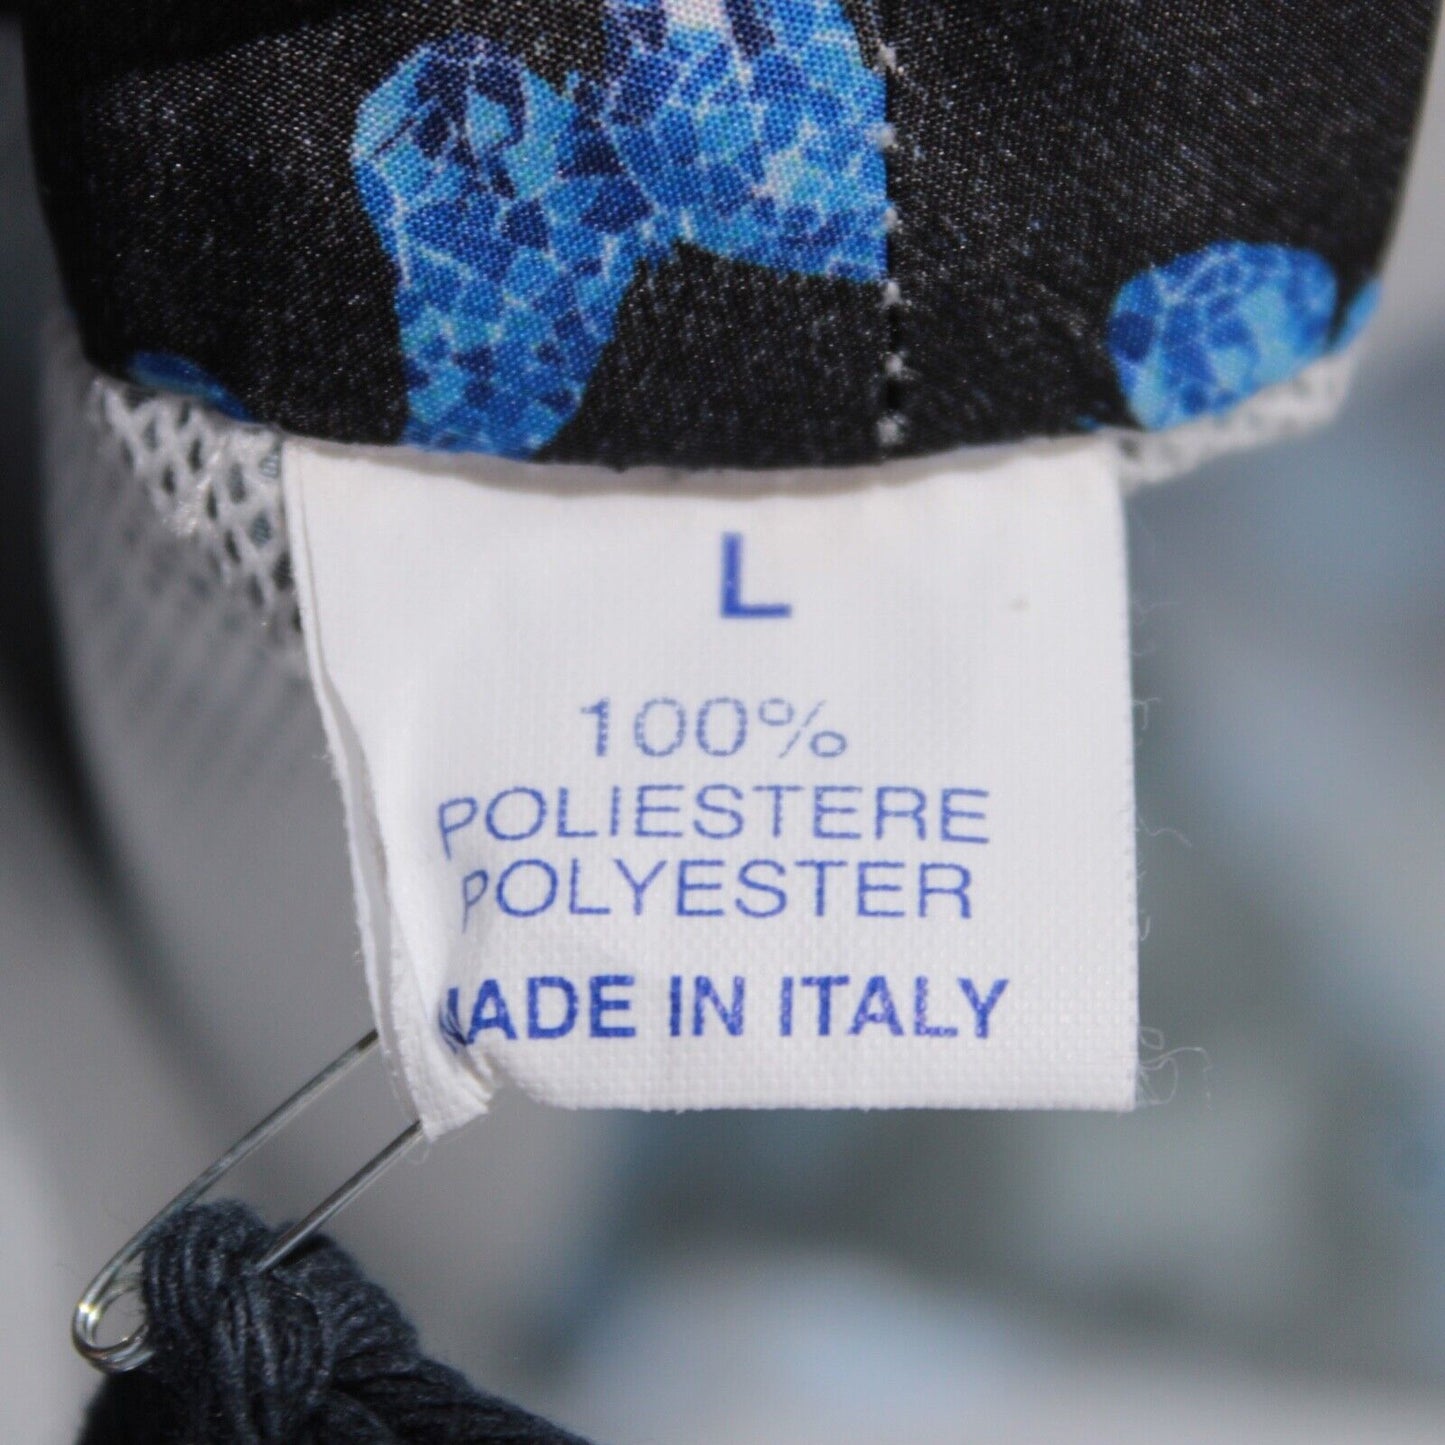 L
100%
POLIESTERE
POLYESTER
MADE IN ITALY